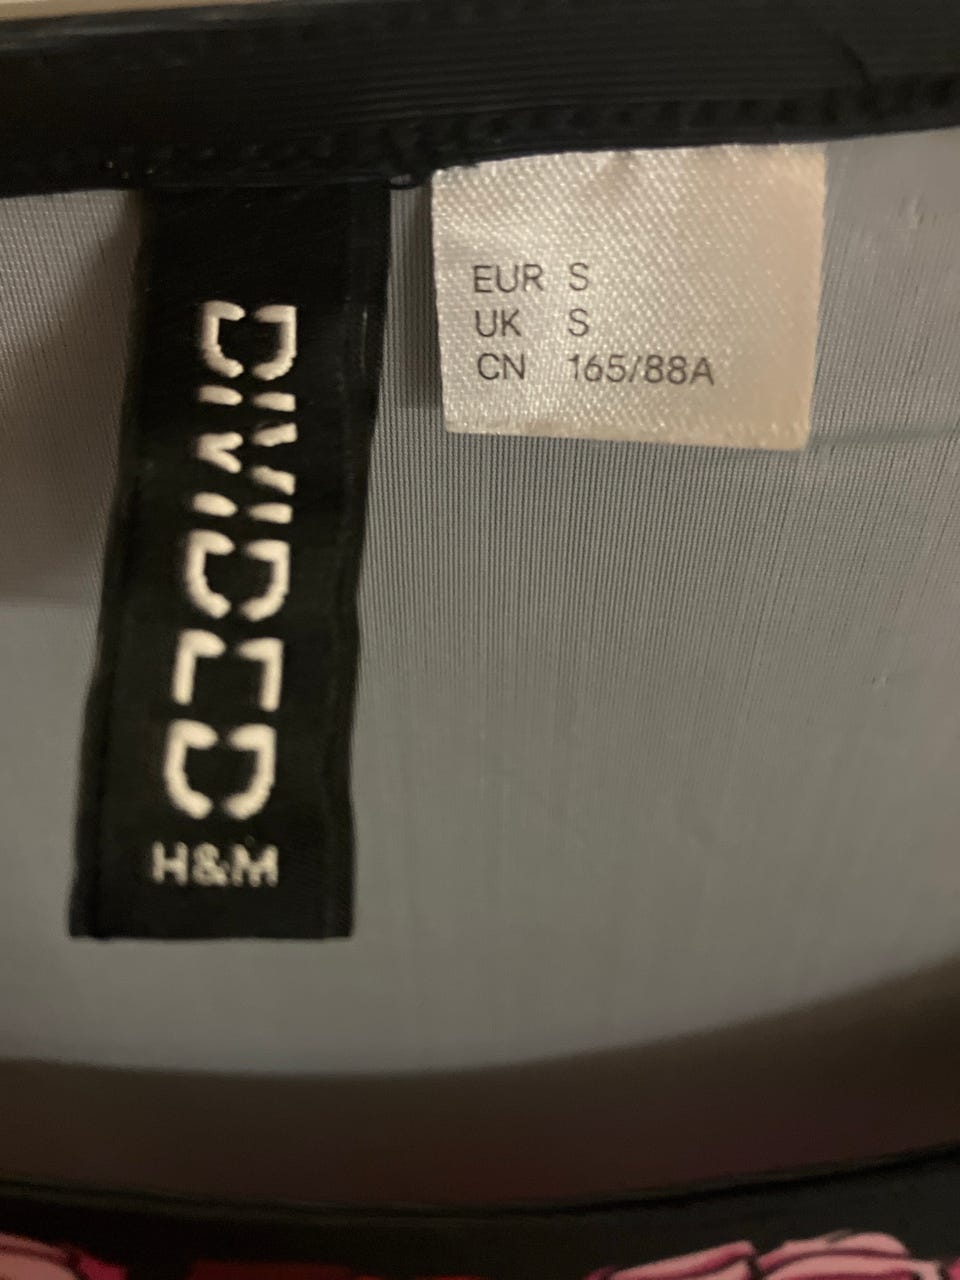 DIVIDED
H&M
EUR S
UK S
CN 165/88A